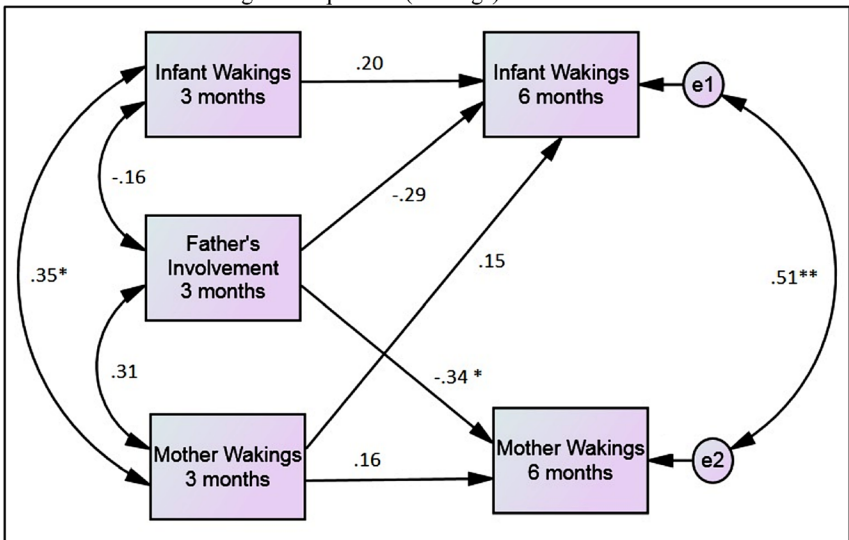 Infant Wakings
3 months
.20
Infant Wakings
6 months
e1
-.16
-.29
Father's
Involvement
3 months
.35*
.15
.51**
.31
-.34 *
Mother Wakings
3 months
.16
Mother Wakings
6 months
e2